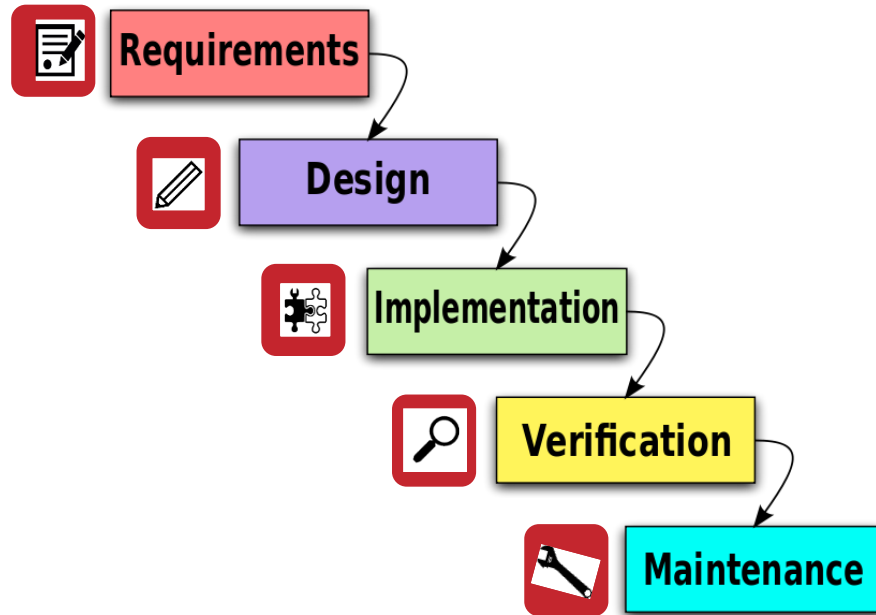 Requirements
Design
Implementation
Verification
Maintenance